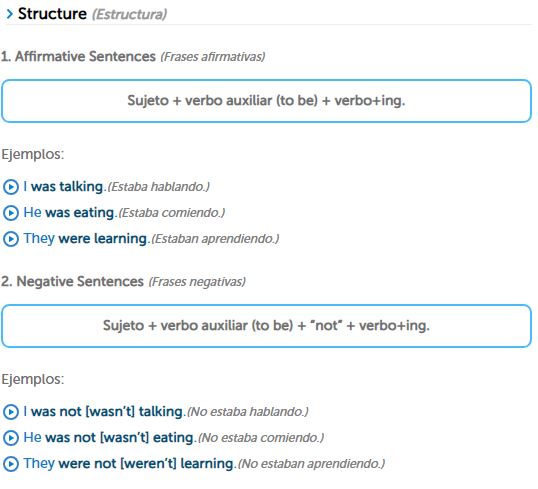 Structure (Estructura)
1. Affirmative Sentences (Frases afirmativas)
Sujeto + verbo auxiliar (to be) + verbo+ing.
Ejemplos:
I was talking.(Estaba hablando.)
He was eating.(Estaba comiendo.)
They were learning.(Estaban aprendiendo.)
2. Negative Sentences (Frases negativas)
Sujeto + verbo auxiliar (to be) + “not” + verbo+ing.
Ejemplos:
I was not [wasn’t] talking.(No estaba hablando.)
He was not [wasn’t] eating.(No estaba comiendo.)
They were not [weren’t] learning.(No estaban aprendiendo.)